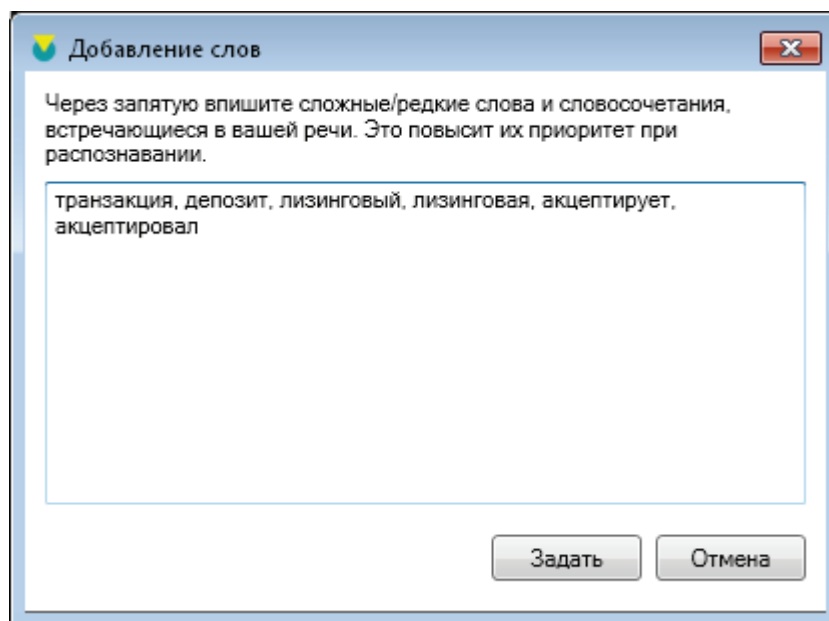 Добавление слов
Через запятую впишите сложные/редкие слова и словосочетания,
встречающиеся в вашей речи. Это повысит их приоритет при
распознавании.
транзакция, депозит, лизинговый, лизинговая, акцептирует,
акцептировал
Задать Отмена